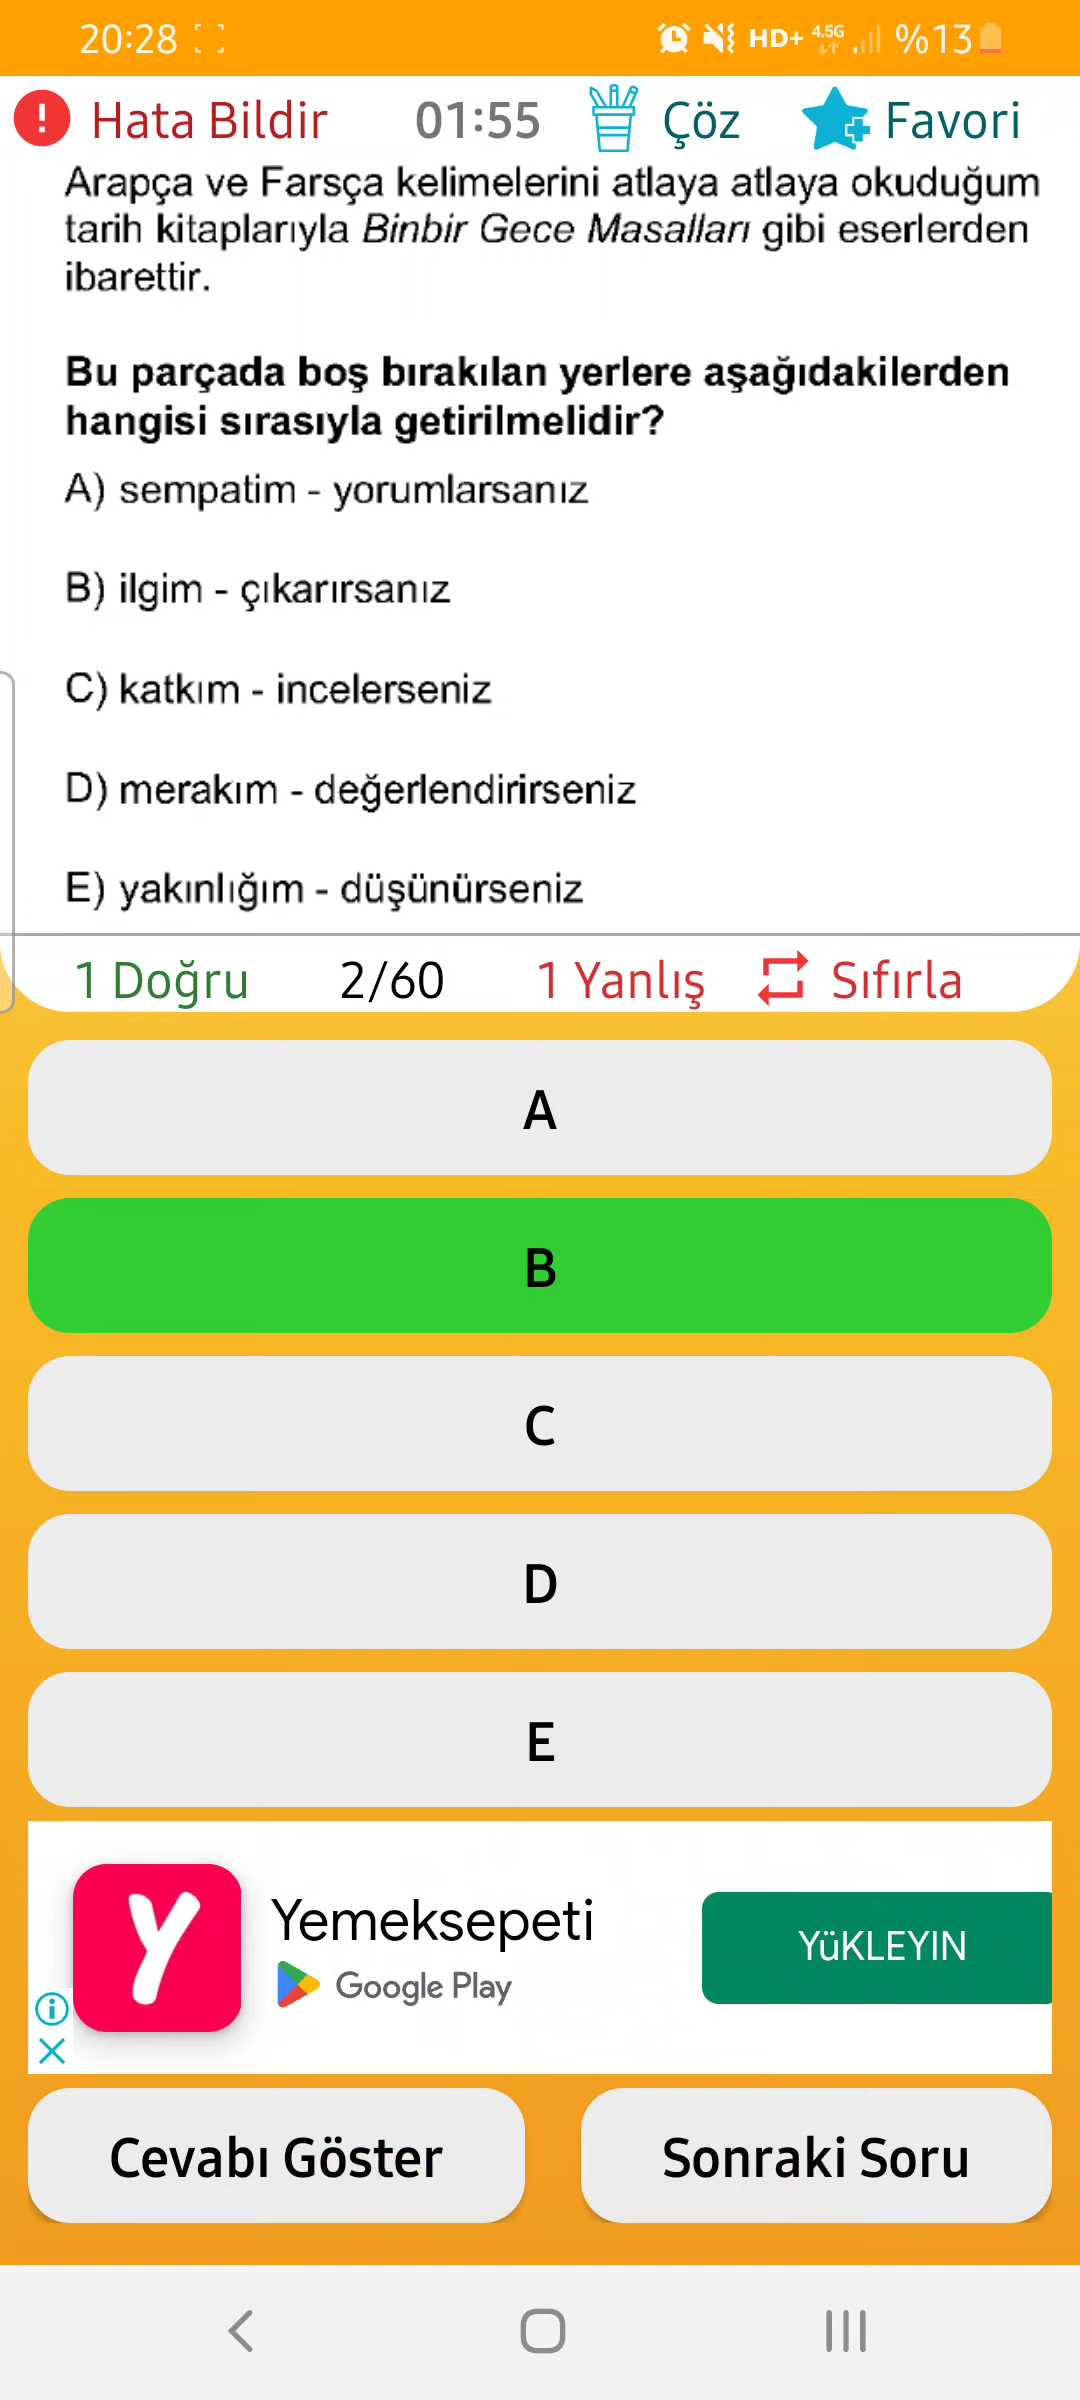 20:28 HD+ 4.5G %13
! Hata Bildir 01:55 Çöz Favori
Arapça ve Farsça kelimelerini atlaya atlaya okuduğum
tarih kitaplarıyla Binbir Gece Masalları gibi eserlerden
ibarettir.
Bu parçada boş bırakılan yerlere aşağıdakilerden
hangisi sırasıyla getirilmelidir?
A) sempatim - yorumlarsanız
B) ilgim - çıkarırsanız
C) katkım - incelerseniz
D) merakım - değerlendirirseniz
E) yakınlığım - düşünürseniz
1 Doğru 2/60 1 Yanlış Sıfırla
A
B
C
D
E
Y
Yemeksepeti
Google Play
YüKLEYIN
Cevabı Göster Sonraki Soru